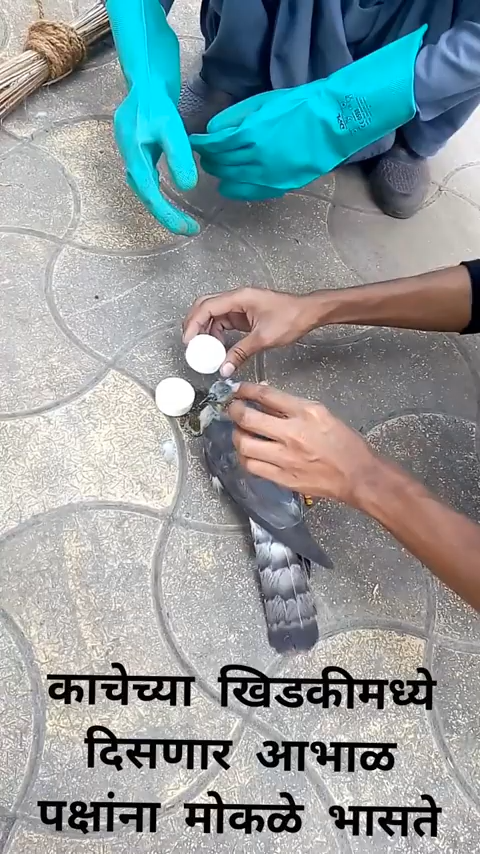 काचेच्या खिडकीमध्ये
दिसणार आभाळ
पक्षांना मोकळे भासते